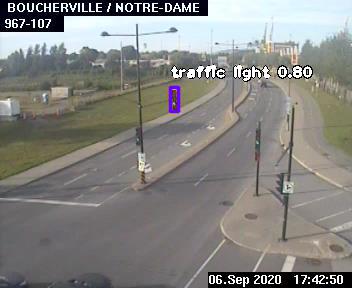 BOUCHERVILLE / NOTRE-DAME
967-107
traffic light 0.80
06.Sep 2020 17:42:50